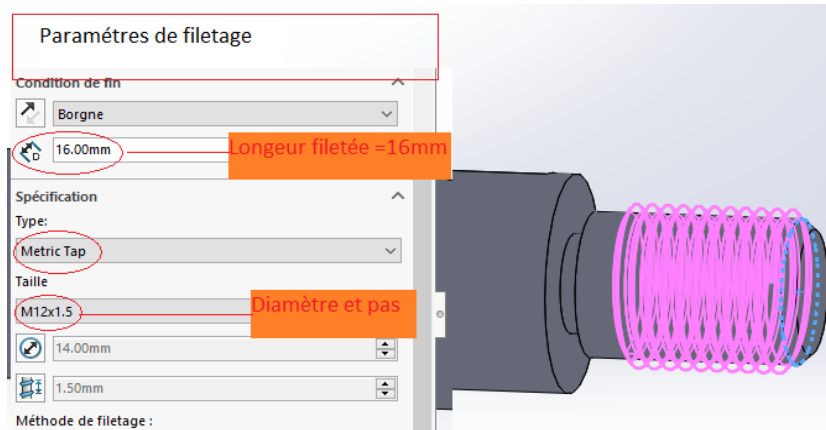 Paramétres de filetage
Condition de fin
Borgne
D 16.00mm
Longeur filetée =16mm
Spécification
Type:
Metric Tap
Taille
M12x1.5
Diamètre et pas
14.00mm
1.50mm
Méthode de filetage :